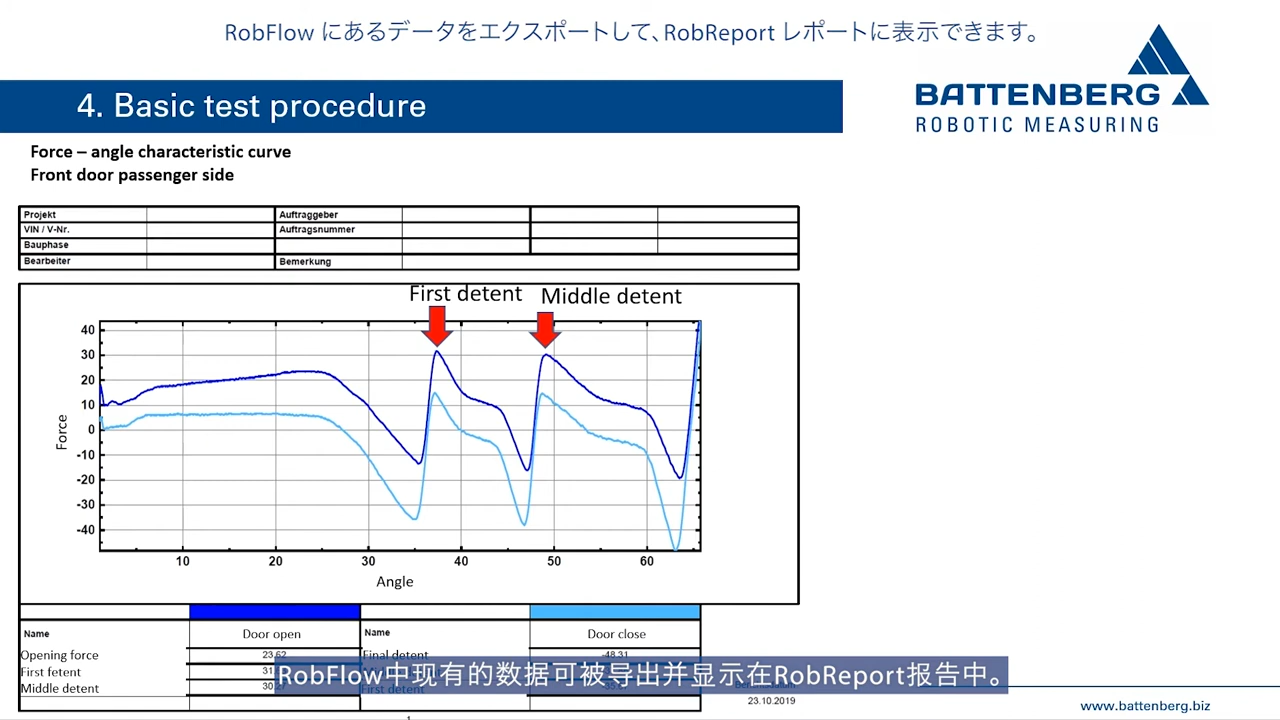 RobFlow にあるデータをエクスポートして、RobReport レポートに表示できます。
BATTENBERG
ROBOTIC MEASURING
4. Basic test procedure
Force – angle characteristic curve
Front door passenger side
Projekt Auftraggeber
VIN / V-Nr. Auftragsnummer
Bauphase
Bearbeiter Bemerkung
First detent Middle detent
40
30
20
10
0
-10
-20
-30
-40
Force
10 20 30 40 50 60
Angle
Name Door open Name Door close
Opening force 23,62 Final detent -48,31
First fetent
Middle detent
RobFlow中现有的数据可被导出并显示在RobReport报告中。
23.10.2019
www.battenberg.biz